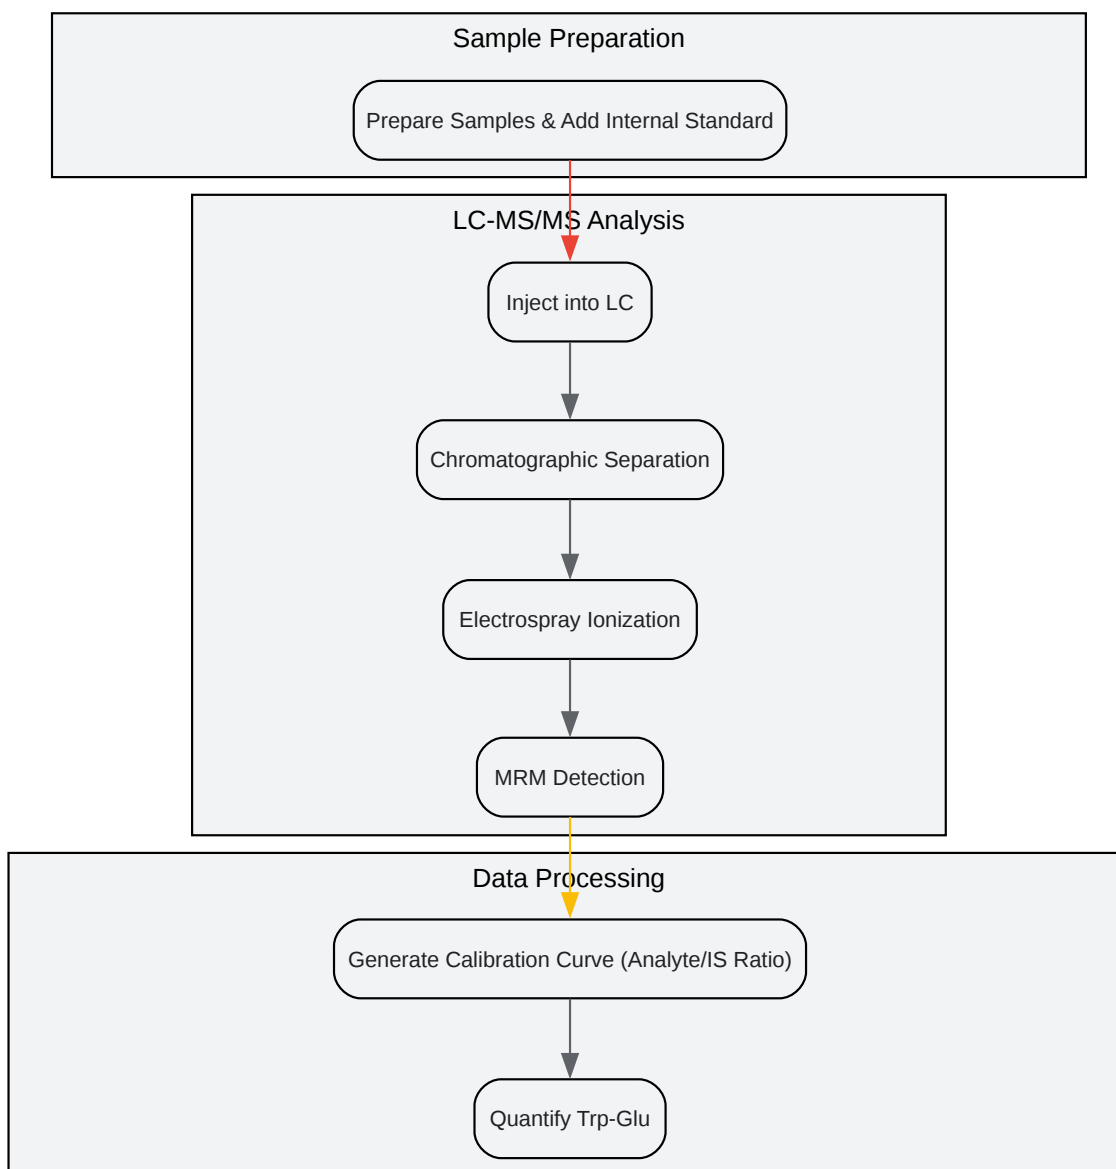 Sample Preparation
Prepare Samples & Add Internal Standard
LC-MS/MS Analysis
Inject into LC
Chromatographic Separation
Electrospray Ionization
MRM Detection
Data Processing
Generate Calibration Curve (Analyte/IS Ratio)
Quantify Trp-Glu